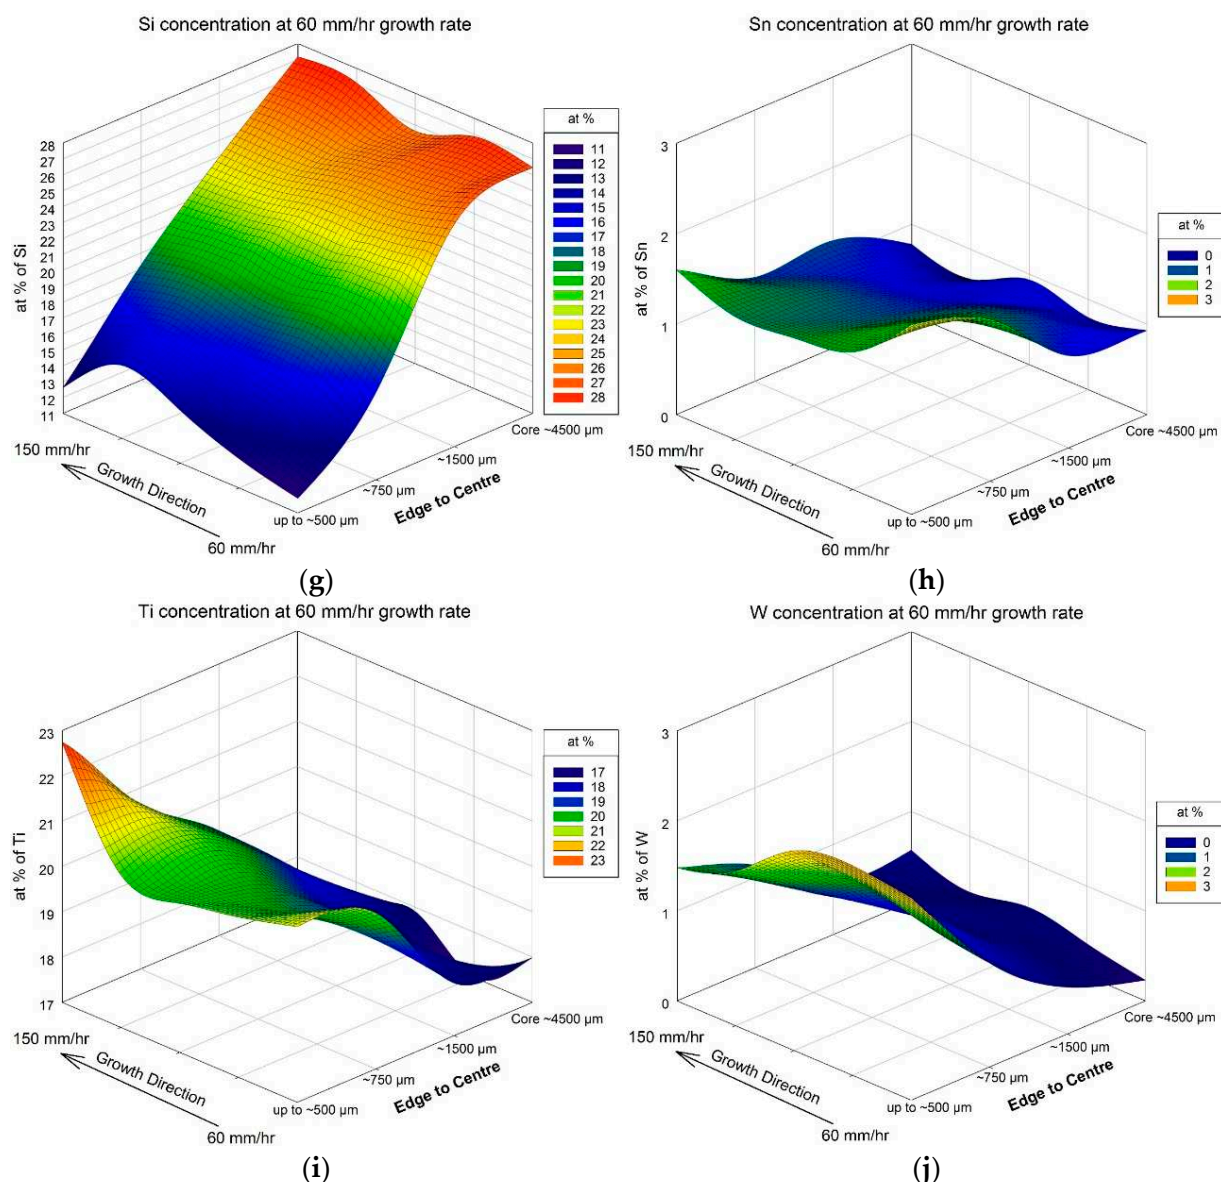 Si concentration at 60 mm/hr growth rate
at %
11
12
13
14
15
16
17
18
19
20
21
22
23
24
25
26
27
28
28
27
26
25
24
23
22
21
20
19
18
17
16
15
14
13
12
11
at % of Si
150 mm/hr
Growth Direction
60 mm/hr
up to ~500 µm
~750 µm
~1500 µm
Core ~4500 µm
Edge to Centre
(g)
Sn concentration at 60 mm/hr growth rate
at %
0
1
2
3
3
2
1
0
at % of Sn
150 mm/hr
Growth Direction
60 mm/hr
up to ~500 µm
~750 µm
~1500 µm
Core ~4500 µm
Edge to Centre
(h)
Ti concentration at 60 mm/hr growth rate
at %
17
18
19
20
21
22
23
23
22
21
20
19
18
17
at % of Ti
150 mm/hr
Growth Direction
60 mm/hr
up to ~500 µm
~750 µm
~1500 µm
Core ~4500 µm
Edge to Centre
(i)
W concentration at 60 mm/hr growth rate
at %
0
1
2
3
3
2
1
0
at % of W
150 mm/hr
Growth Direction
60 mm/hr
up to ~500 µm
~750 µm
~1500 µm
Core ~4500 µm
Edge to Centre
(j)